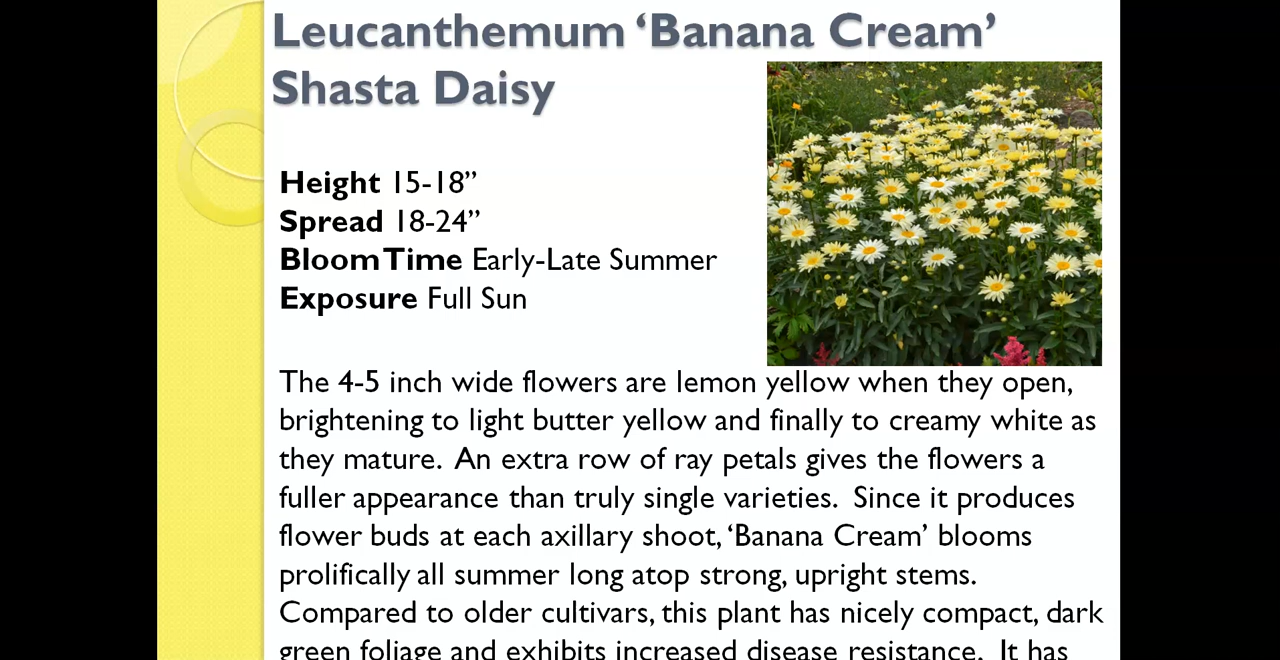 Leucanthemum ‘Banana Cream’
Shasta Daisy
Height 15-18”
Spread 18-24”
Bloom Time Early-Late Summer
Exposure Full Sun
The 4-5 inch wide flowers are lemon yellow when they open,
brightening to light butter yellow and finally to creamy white as
they mature.  An extra row of ray petals gives the flowers a
fuller appearance than truly single varieties.  Since it produces
flower buds at each axillary shoot, ‘Banana Cream’ blooms
prolifically all summer long atop strong, upright stems.
Compared to older cultivars, this plant has nicely compact, dark
green foliage and exhibits increased disease resistance.  It has